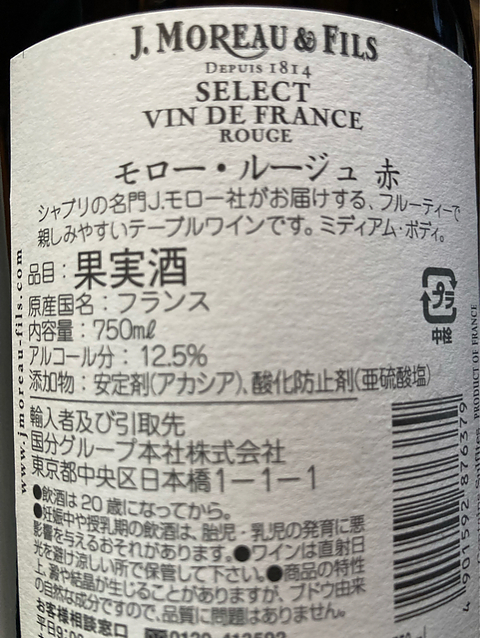 J. MOREAU & FILS
DEPUIS 1814
SELECT
VIN DE FRANCE
ROUGE
モロー・ルージュ 赤
シャブリの名門J.モロー社がお届けする、フルーティーで
親しみやすいテーブルワインです。ミディアム・ボディ。
品目：果実酒
原産国名：フランス
内容量：750㎖
アルコール分：12.5%
添加物：安定剤(アカシア)、酸化防止剤(亜硫酸塩)
プラ
中栓
輸入者及び引取先
国分グループ本社株式会社
東京都中央区日本橋1－1－1
●飲酒は20歳になってから。
●妊娠中や授乳期の飲酒は、胎児・乳児の発育に悪
影響を与えるおそれがあります。●ワインは直射日
光を避け涼しい所で保管して下さい。●商品の特性
上、澱や結晶が生じることがありますが、ブドウ由来
の自然な成分ですので、品質に問題はありません。
お客様相談窓口
平日9:00
www.jmoreau-fils.com
PRODUCT OF FRANCE
4901592876379